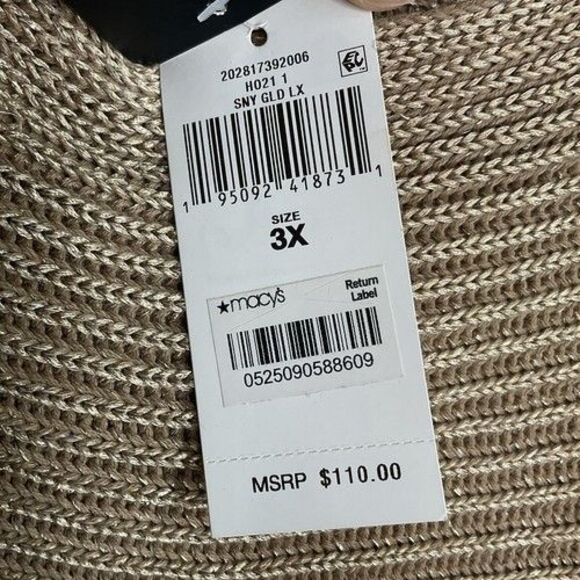 202817392006
H021 1
SNY GLD LX
1 95092 41873 1
SIZE
3X
★macy's
Return
Label
0525090588609
MSRP $110.00